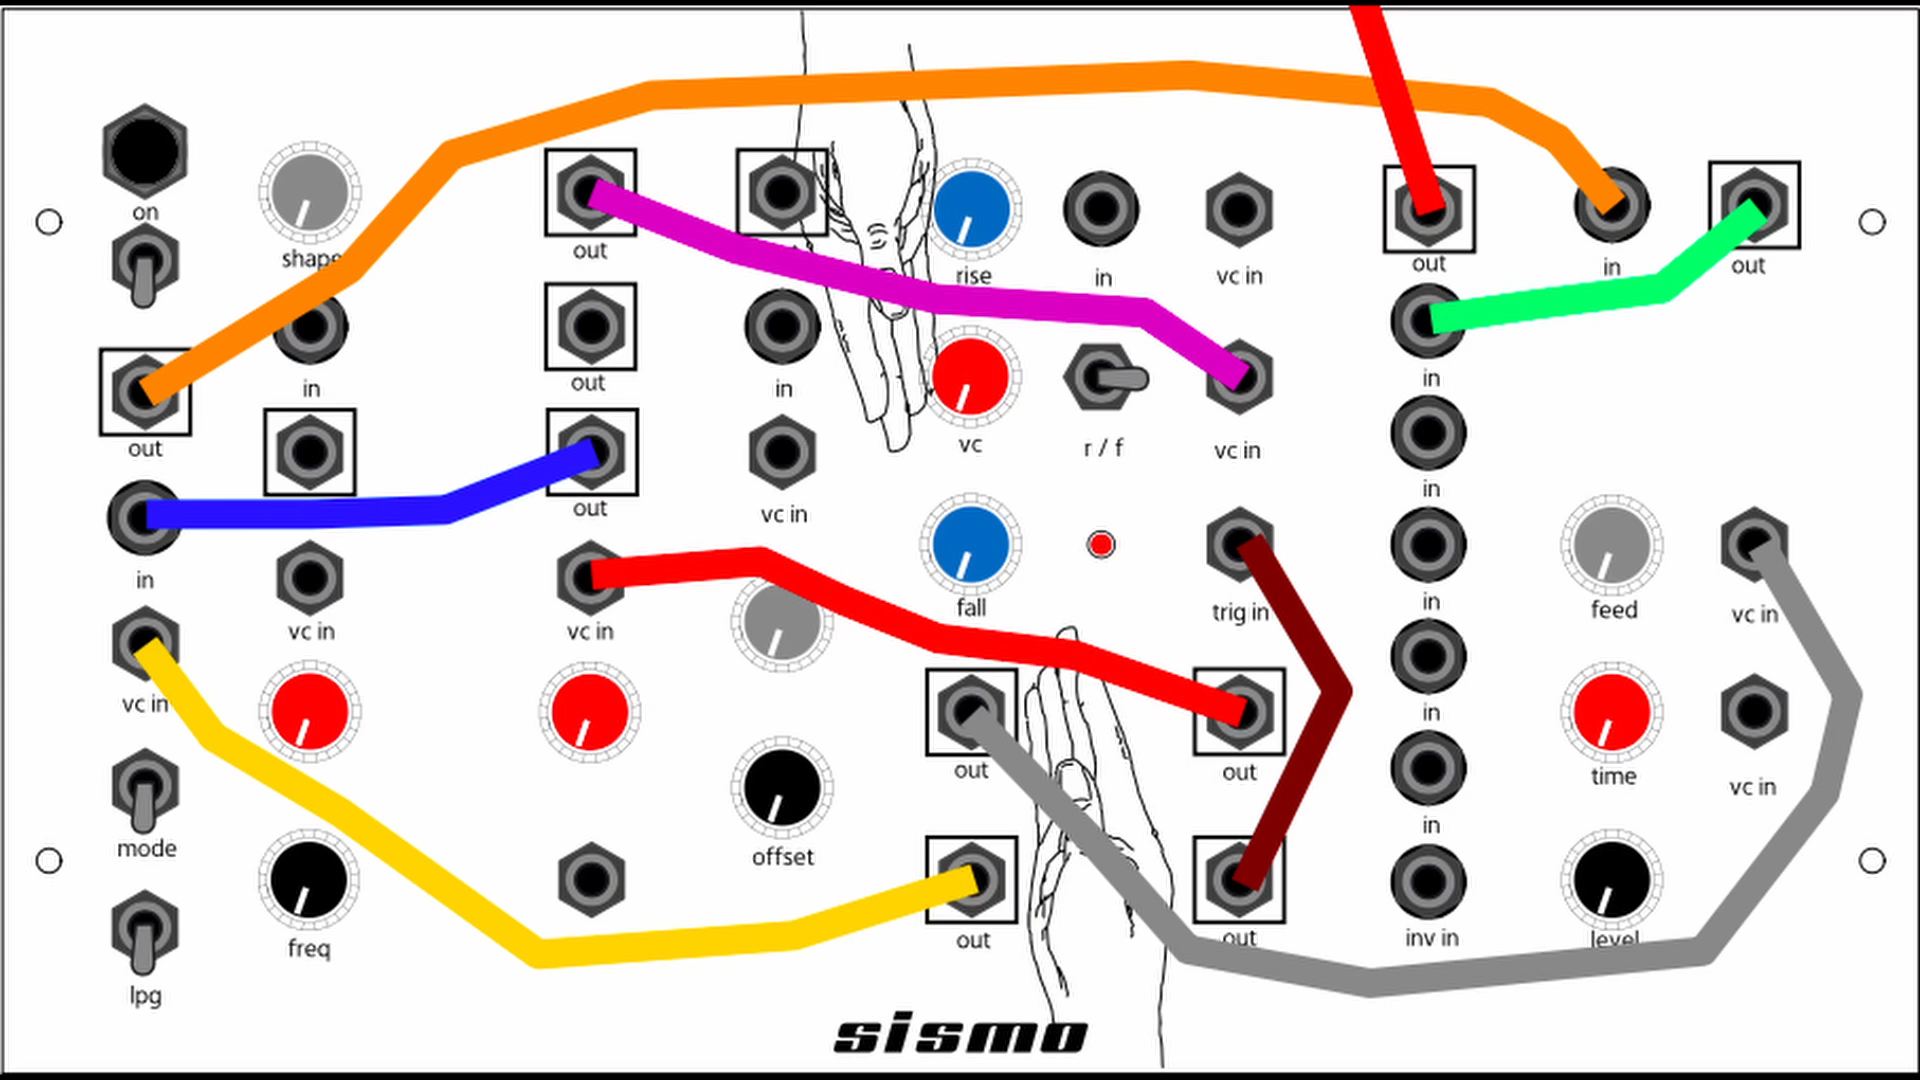 on
shape
out
out
in
rise
in
vc in
out
in
out
in
out
in
out
in
vc
r / f
vc in
in
in
vc in
out
vc in
in
vc in
vc in
fall
trig in
in
feed
vc in
vc in
in
out
out
time
vc in
mode
offset
in
freq
out
out
inv in
level
lpg
sismo